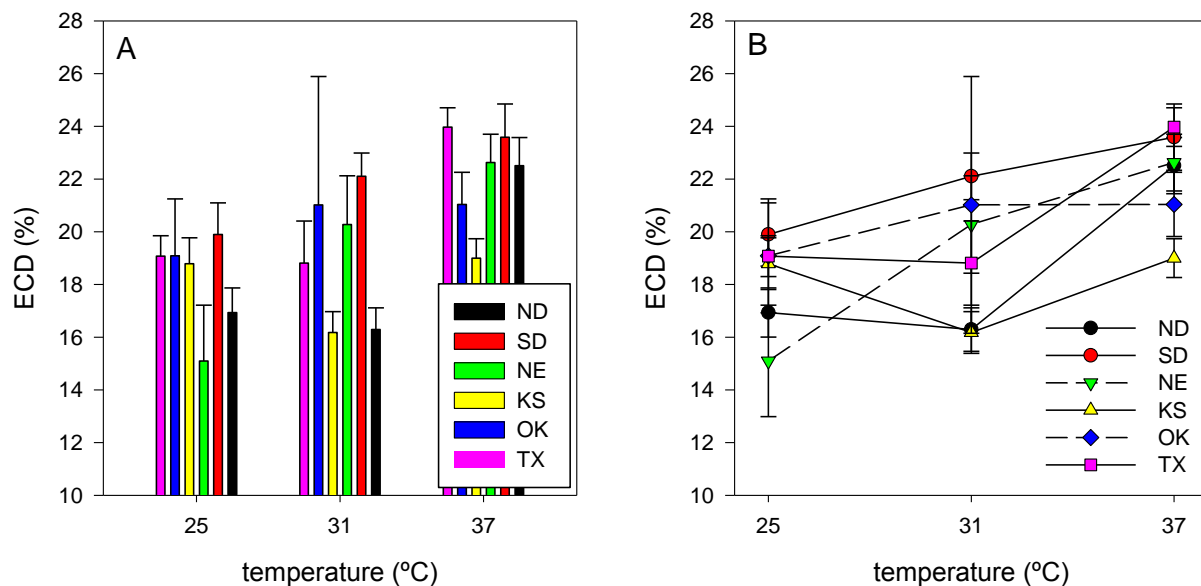 A
ECD (%)
28
26
24
22
20
18
16
14
12
10
ND
SD
NE
KS
OK
TX
25 31 37
temperature (ºC)
B
ECD (%)
28
26
24
22
20
18
16
14
12
10
ND
SD
NE
KS
OK
TX
25 31 37
temperature (ºC)